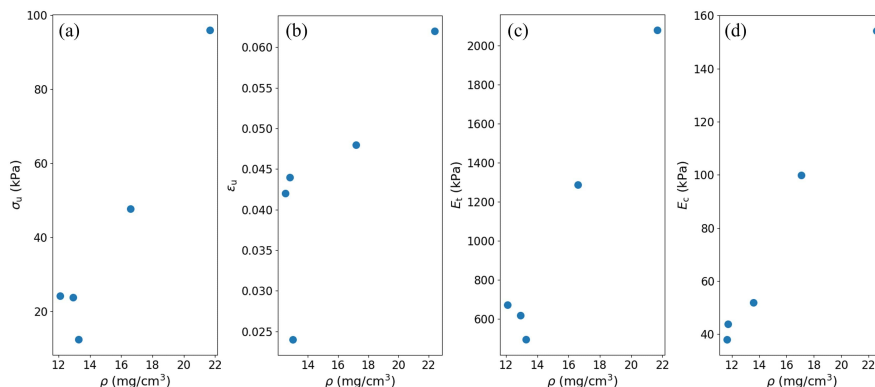 (a)
100
80
60
40
20
σu (kPa)
12 14 16 18 20 22
ρ (mg/cm³)
(b)
0.060
0.055
0.050
0.045
0.040
0.035
0.030
0.025
εu
14 16 18 20 22
ρ (mg/cm³)
(c)
2000
1800
1600
1400
1200
1000
800
600
Et (kPa)
12 14 16 18 20 22
ρ (mg/cm³)
(d)
160
140
120
100
80
60
40
Ec (kPa)
12 14 16 18 20 22
ρ (mg/cm³)